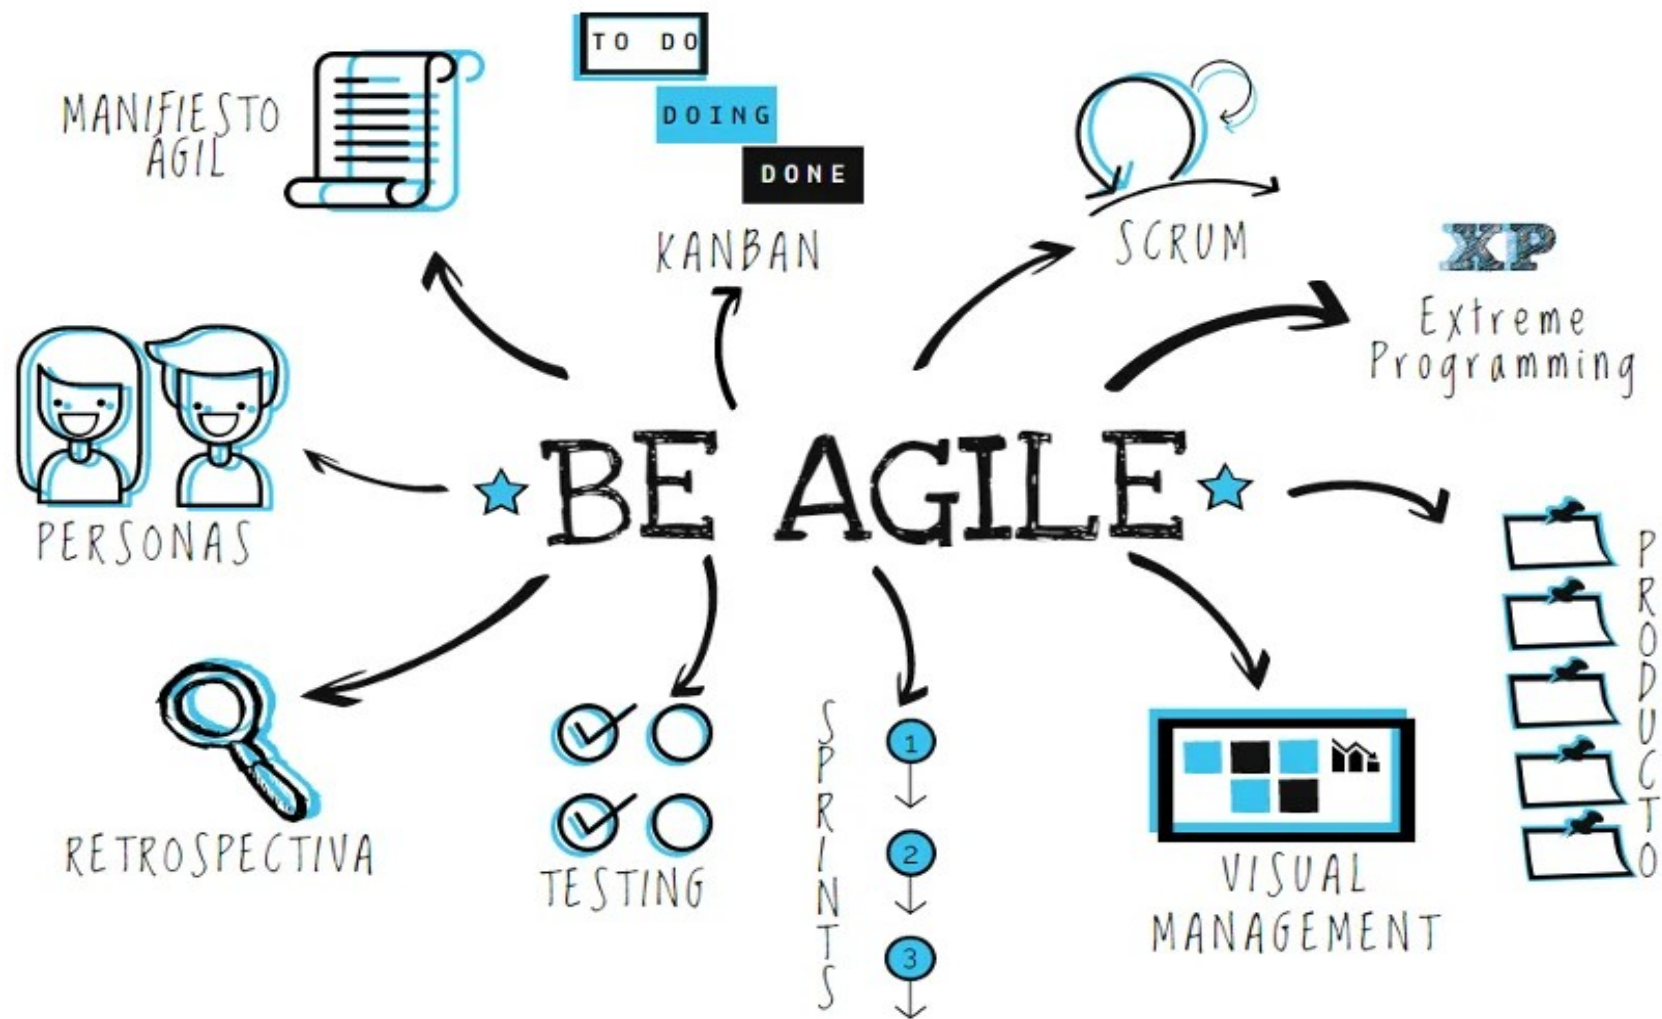 TO DO
DOING
DONE
KANBAN
MANIFIESTO
ÁGIL
SCRUM
XP
Extreme
Programming
PERSONAS
BE AGILE
PRODUCTO
RETROSPECTIVA
TESTING
SPRINTS
1
2
3
VISUAL
MANAGEMENT